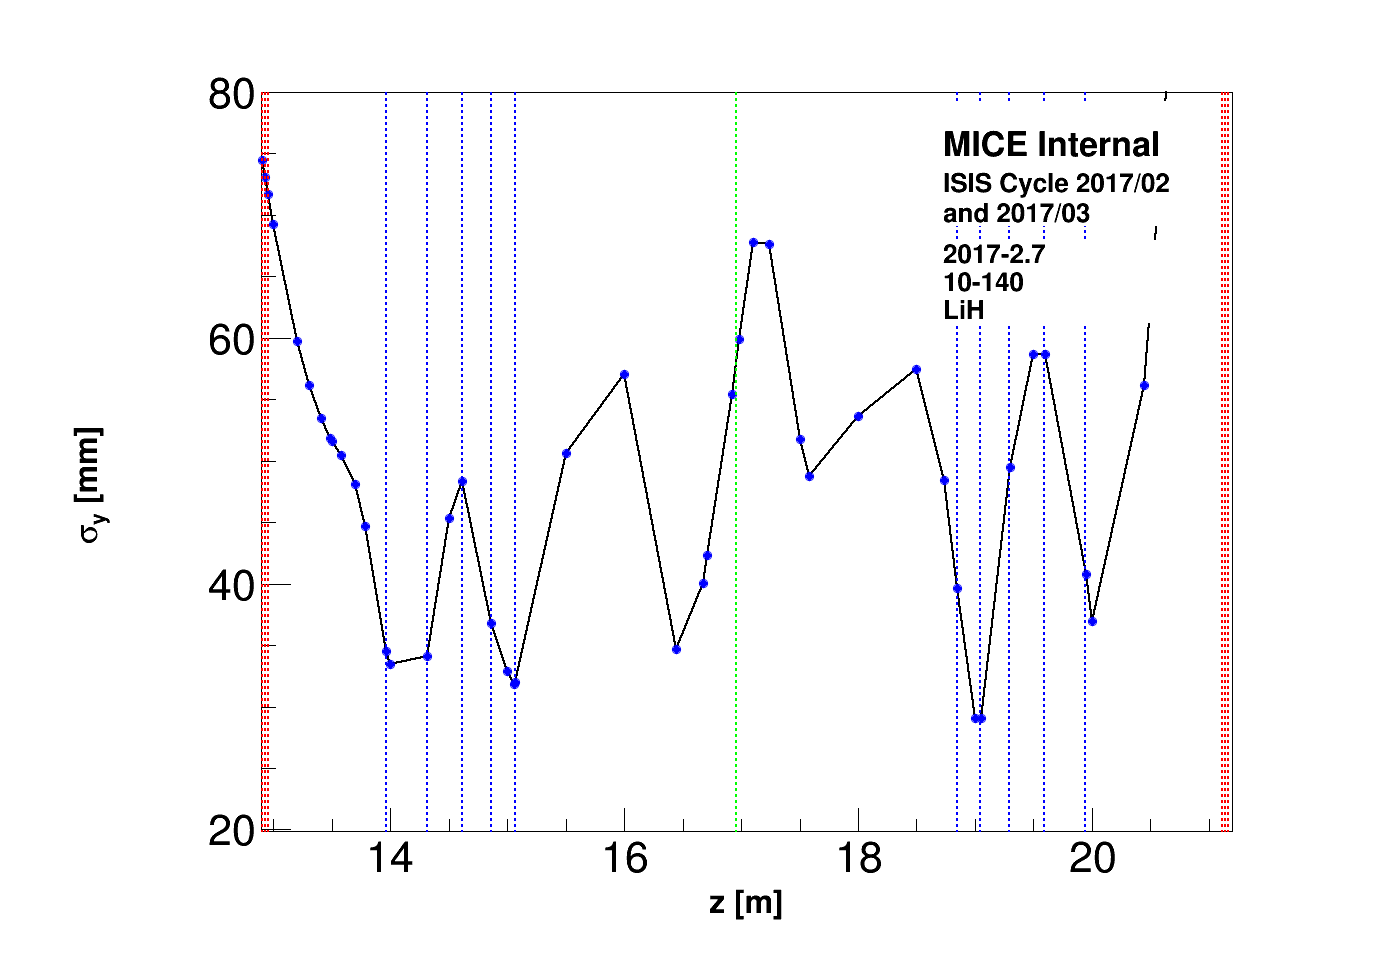 80
60
40
20
σy [mm]
MICE Internal
ISIS Cycle 2017/02
and 2017/03
2017-2.7
10-140
LiH
14 16 18 20
z [m]